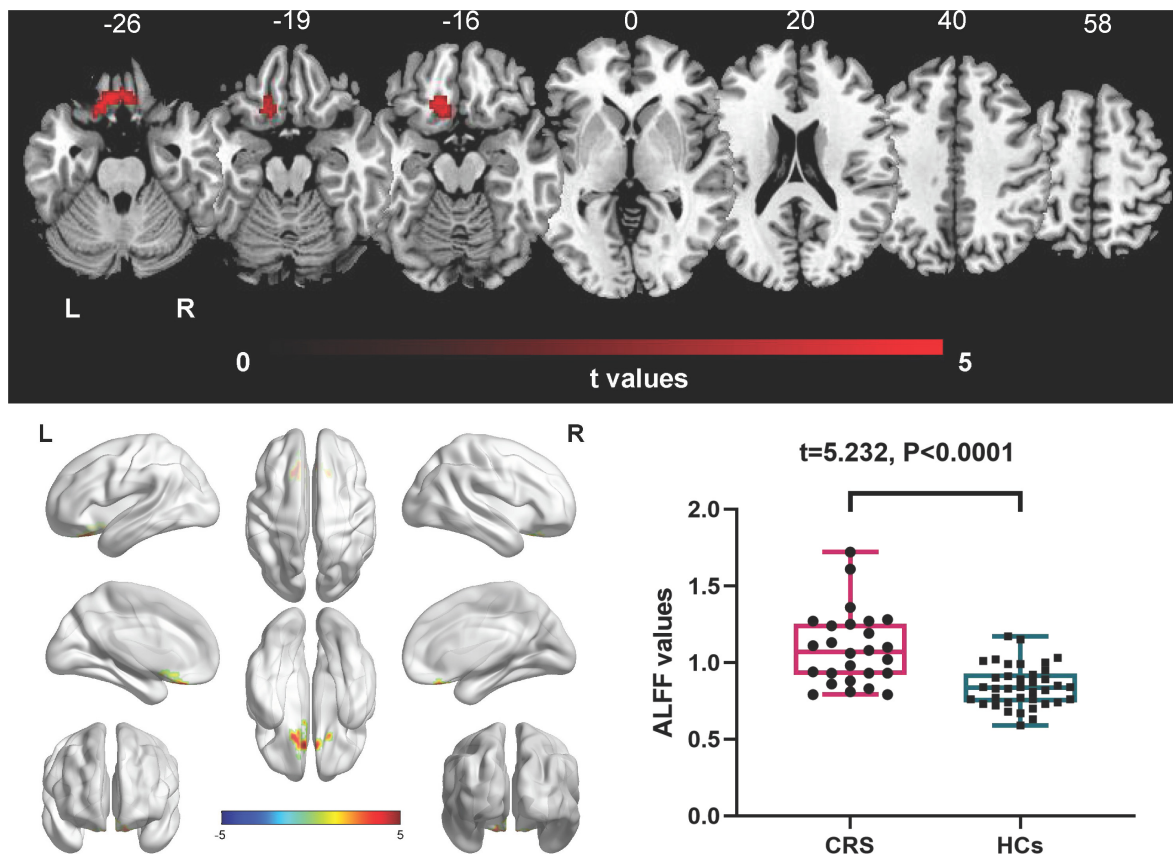 -26 -19 -16 0 20 40 58
L R
0 5
t values
L R
t=5.232, P<0.0001
2.0
1.5
1.0
0.5
0.0
ALFF values
CRS HCs
-5 5